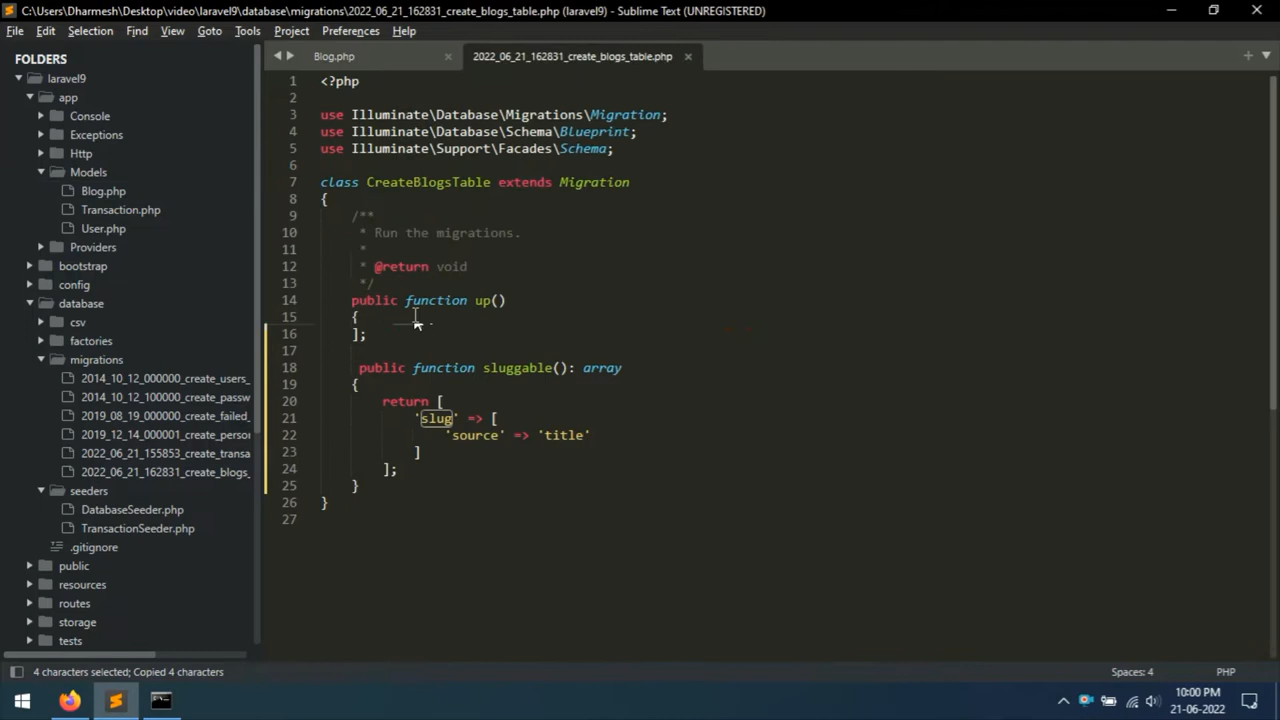 C:\Users\Dharmesh\Desktop\video\laravel9\database\migrations\2022_06_21_162831_create_blogs_table.php (laravel9) - Sublime Text (UNREGISTERED)
File Edit Selection Find View Goto Tools Project Preferences Help
FOLDERS
laravel9
app
Console
Exceptions
Http
Models
Blog.php
Transaction.php
User.php
Providers
bootstrap
config
database
csv
factories
migrations
2014_10_12_000000_create_users_
2014_10_12_100000_create_passw
2019_08_19_000000_create_failed_
2019_12_14_000001_create_person
2022_06_21_155853_create_transa
2022_06_21_162831_create_blogs_
seeders
DatabaseSeeder.php
TransactionSeeder.php
.gitignore
public
resources
routes
storage
tests
Blog.php
2022_06_21_162831_create_blogs_table.php
1 <?php
2
3 use Illuminate\Database\Migrations\Migration;
4 use Illuminate\Database\Schema\Blueprint;
5 use Illuminate\Support\Facades\Schema;
6
7 class CreateBlogsTable extends Migration
8 {
9 /**
10 * Run the migrations.
11 *
12 * @return void
13 */
14 public function up()
15 {
16 ];
17
18 public function sluggable(): array
19 {
20 return [
21 'slug' => [
22 'source' => 'title'
23 ]
24 ];
25 }
26 }
27
4 characters selected; Copied 4 characters
Spaces: 4
PHP
10:00 PM
21-06-2022